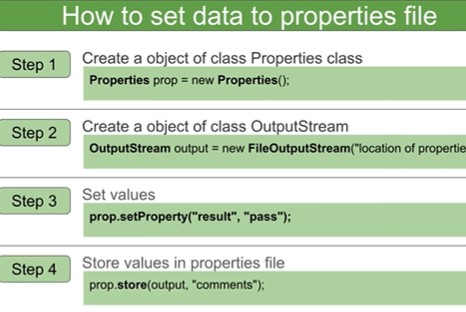 How to set data to properties file
Step 1
Create a object of class Properties class
Properties prop = new Properties();
Step 2
Create a object of class OutputStream
OutputStream output = new FileOutputStream("location of propertie
Step 3
Set values
prop.setProperty("result", "pass");
Step 4
Store values in properties file
prop.store(output, "comments");